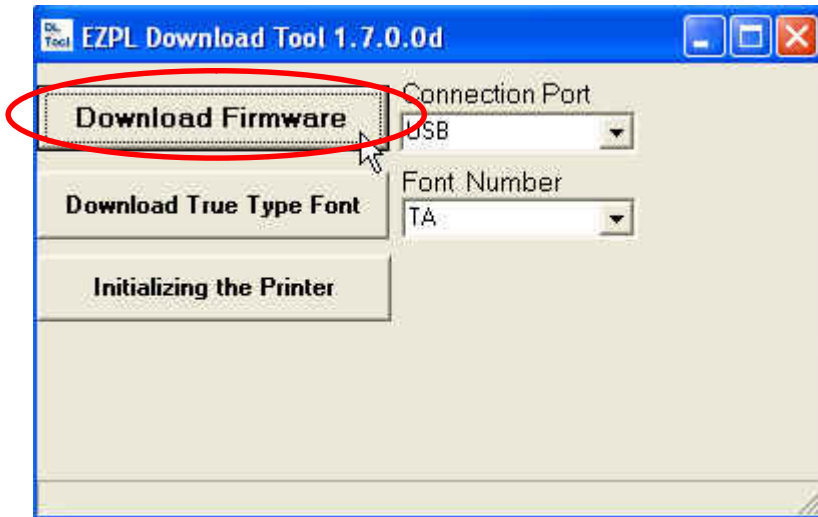 DL Tool
EZPL Download Tool 1.7.0.0d
Download Firmware
Connection Port
USB
Download True Type Font
Font Number
TA
Initializing the Printer